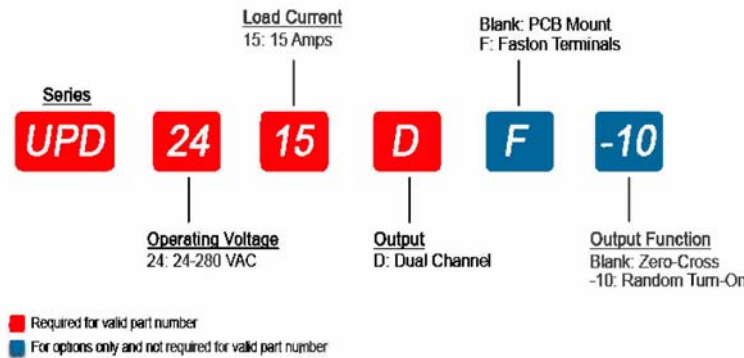 Load Current
15: 15 Amps
Blank: PCB Mount
F: Faston Terminals
Series
UPD 24 15 D F -10
Operating Voltage
24: 24-280 VAC
Output
D: Dual Channel
Output Function
Blank: Zero-Cross
-10: Random Turn-On
Required for valid part number
For options only and not required for valid part number